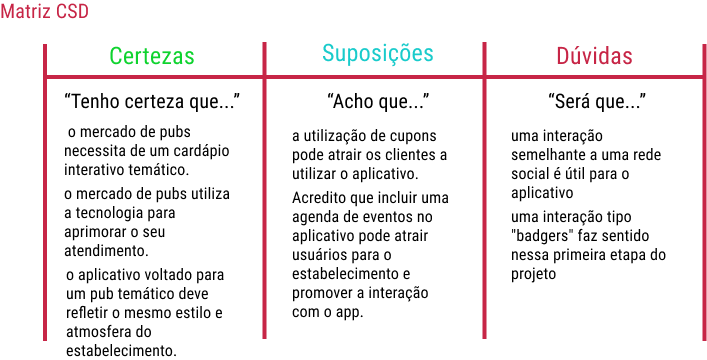 Matriz CSD
Certezas
“Tenho certeza que...”
o mercado de pubs
necessita de um cardápio
interativo temático.
o mercado de pubs utiliza
a tecnologia para
aprimorar o seu
atendimento.
o aplicativo voltado para
um pub temático deve
refletir o mesmo estilo e
atmosfera do
estabelecimento.
Suposições
“Acho que...”
a utilização de cupons
pode atrair os clientes a
utilizar o aplicativo.
Acredito que incluir uma
agenda de eventos no
aplicativo pode atrair
usuários para o
estabelecimento e
promover a interação
com o app.
Dúvidas
“Será que...”
uma interação
semelhante a uma rede
social é útil para o
aplicativo
uma interação tipo
"badgers" faz sentido
nessa primeira etapa do
projeto